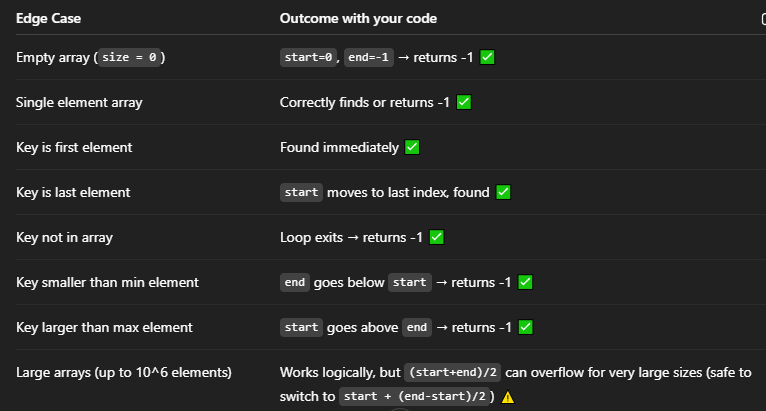 Edge Case Outcome with your code
Empty array (size = 0) start=0, end=-1 → returns -1 ✅
Single element array Correctly finds or returns -1 ✅
Key is first element Found immediately ✅
Key is last element start moves to last index, found ✅
Key not in array Loop exits → returns -1 ✅
Key smaller than min element end goes below start → returns -1 ✅
Key larger than max element start goes above end → returns -1 ✅
Large arrays (up to 10^6 elements) Works logically, but (start+end)/2 can overflow for very large sizes (safe to
switch to start + (end-start)/2) ⚠️